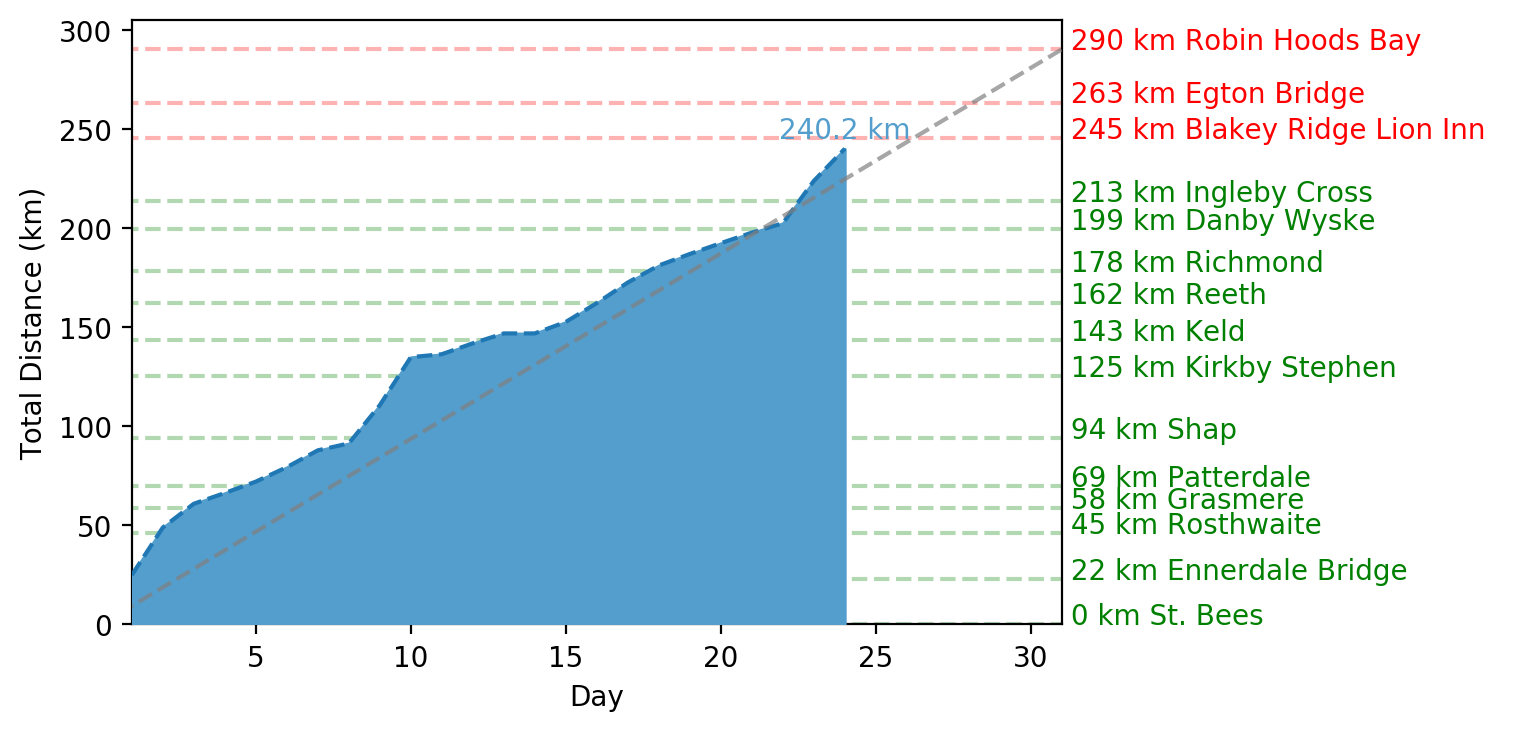 300
250
200
150
100
50
0
Total Distance (km)
5
10
15
20
25
30
Day
240.2 km
290 km Robin Hoods Bay
263 km Egton Bridge
245 km Blakey Ridge Lion Inn
213 km Ingleby Cross
199 km Danby Wyske
178 km Richmond
162 km Reeth
143 km Keld
125 km Kirkby Stephen
94 km Shap
69 km Patterdale
58 km Grasmere
45 km Rosthwaite
22 km Ennerdale Bridge
0 km St. Bees